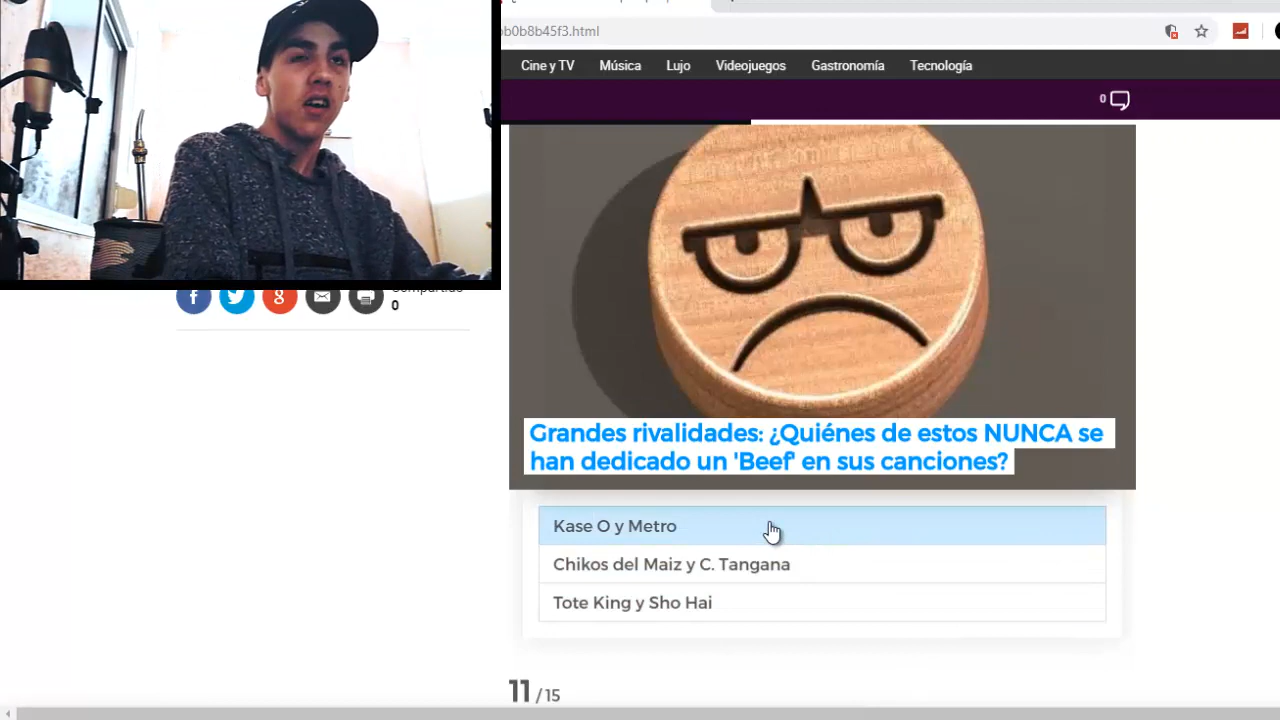 b0b8b45f3.html
Cine y TV Música Lujo Videojuegos Gastronomía Tecnología
0
0
Grandes rivalidades: ¿Quiénes de estos NUNCA se
han dedicado un 'Beef' en sus canciones?
Kase O y Metro
Chikos del Maiz y C. Tangana
Tote King y Sho Hai
11 / 15